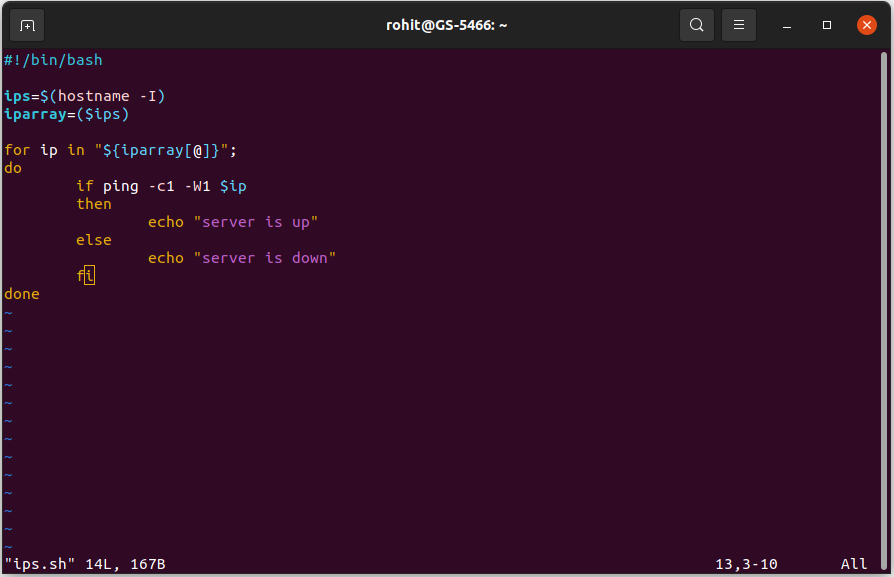 rohit@GS-5466: ~
#!/bin/bash
ips=$(hostname -I)
iparray=($ips)
for ip in "${iparray[@]}";
do
        if ping -c1 -W1 $ip
        then
                echo "server is up"
        else
                echo "server is down"
        fi
done
~
~
~
~
~
~
~
~
~
~
~
~
~
~
"ips.sh" 14L, 167B 13,3-10 All